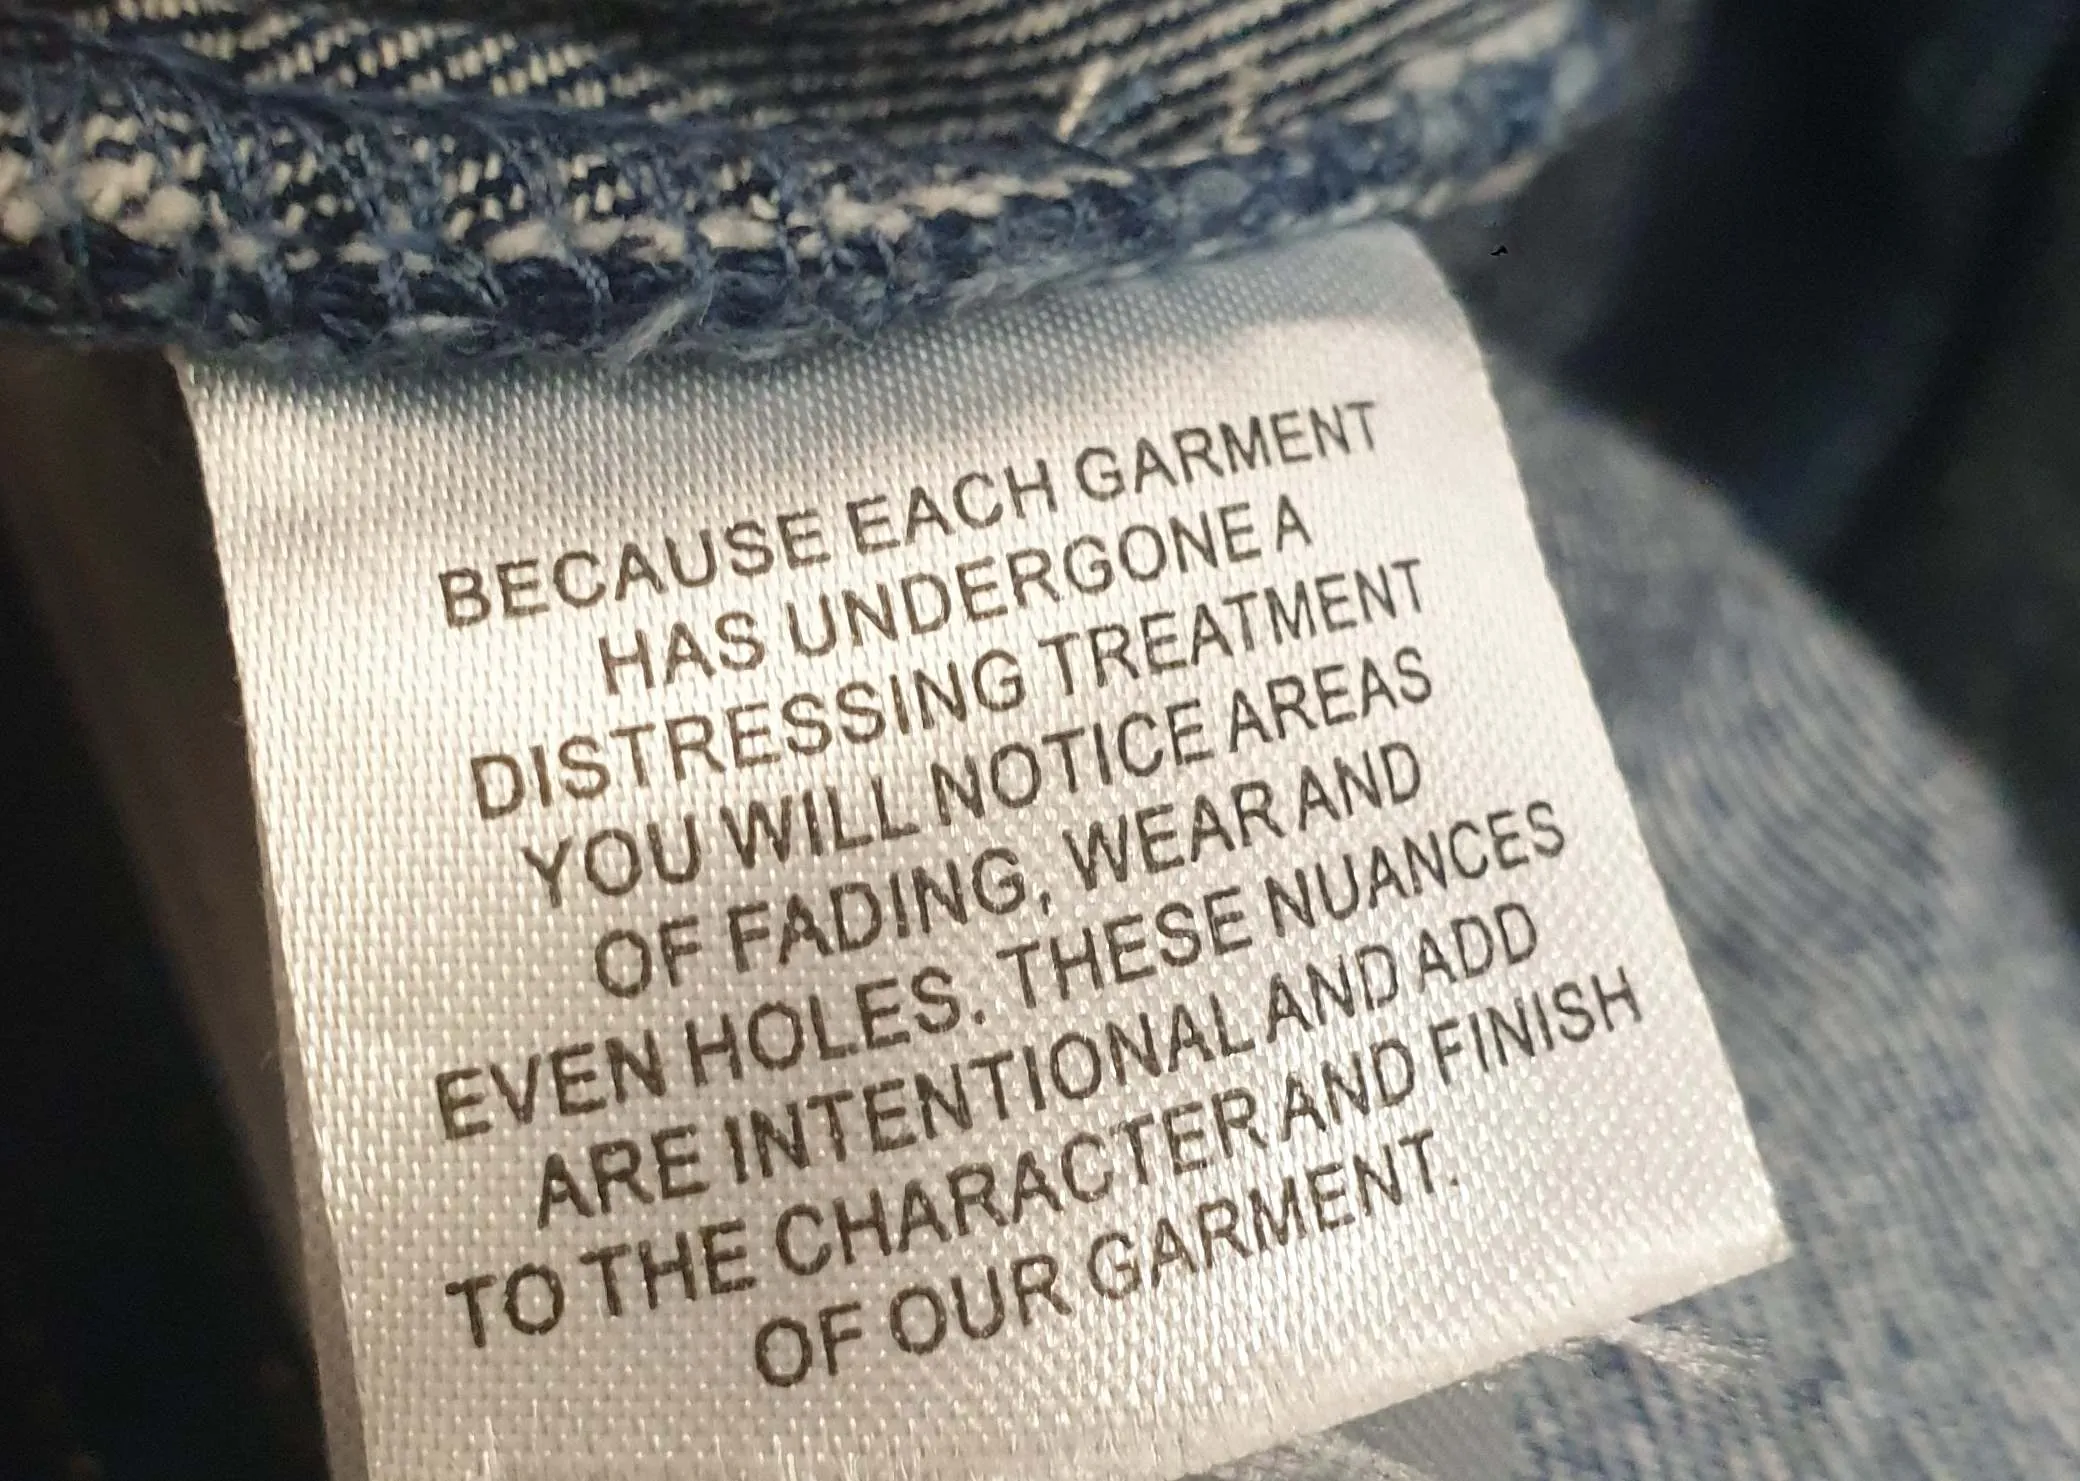 BECAUSE EACH GARMENT
HAS UNDERGONE A
DISTRESSING TREATMENT
YOU WILL NOTICE AREAS
OF FADING, WEAR AND
EVEN HOLES. THESE NUANCES
ARE INTENTIONAL AND ADD
TO THE CHARACTER AND FINISH
OF OUR GARMENT.